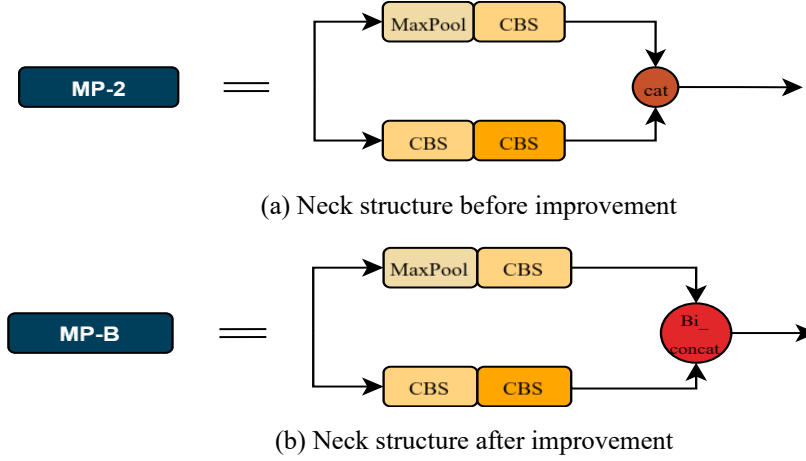 MaxPool CBS
MP-2
cat
CBS CBS
(a) Neck structure before improvement
MaxPool CBS
MP-B
Bi_
concat
CBS CBS
(b) Neck structure after improvement